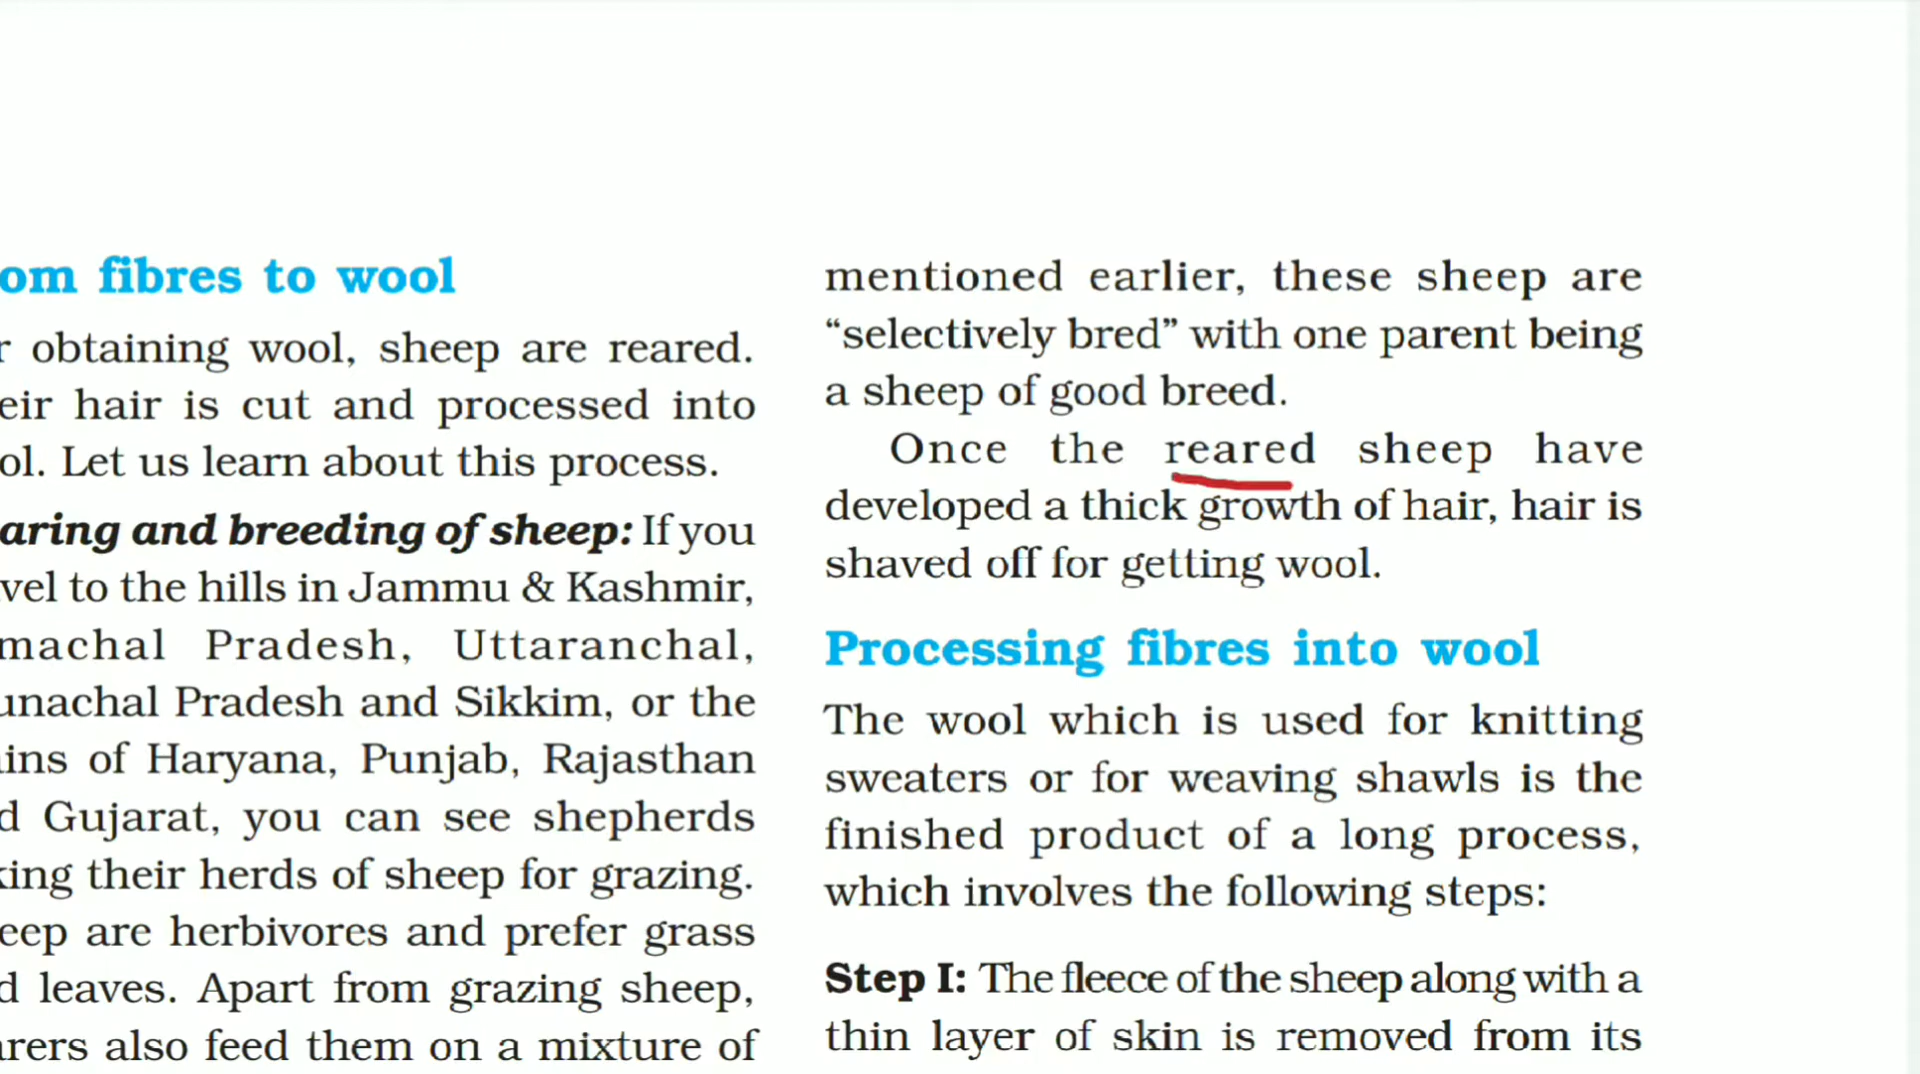 om fibres to wool
r obtaining wool, sheep are reared.
eir hair is cut and processed into
ol. Let us learn about this process.
aring and breeding of sheep: If you
vel to the hills in Jammu & Kashmir,
machal Pradesh, Uttaranchal,
unachal Pradesh and Sikkim, or the
ins of Haryana, Punjab, Rajasthan
d Gujarat, you can see shepherds
king their herds of sheep for grazing.
eep are herbivores and prefer grass
d leaves. Apart from grazing sheep,
rers also feed them on a mixture of
mentioned earlier, these sheep are
“selectively bred” with one parent being
a sheep of good breed.
Once the reared sheep have
developed a thick growth of hair, hair is
shaved off for getting wool.
Processing fibres into wool
The wool which is used for knitting
sweaters or for weaving shawls is the
finished product of a long process,
which involves the following steps:
Step I: The fleece of the sheep along with a
thin layer of skin is removed from its